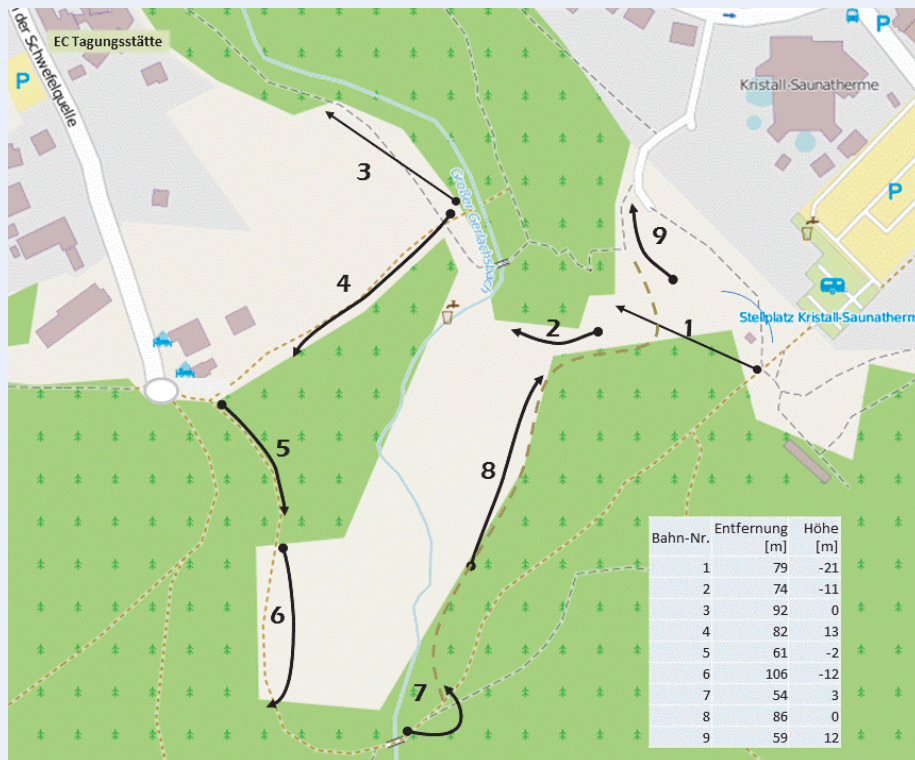 EC Tagungsstätte
der Schwefelquelle
P
P
Kristall-Saunatherme
P
3
Großer Gerlachsbach
9
4
Stellplatz Kristall-Saunatherm
2
1
5
8
6
7
Bahn-Nr. Entfernung [m] Höhe [m]
1 79 -21
2 74 -11
3 92 0
4 82 13
5 61 -2
6 106 -12
7 54 3
8 86 0
9 59 12